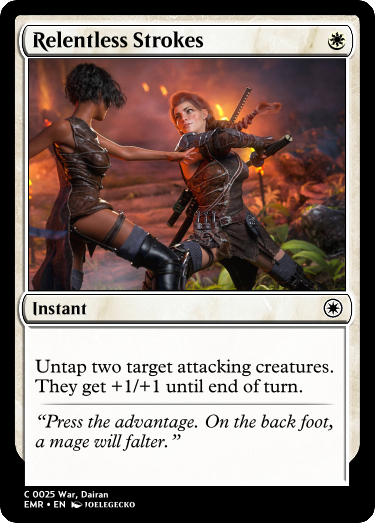 Relentless Strokes
Instant
Untap two target attacking creatures.
They get +1/+1 until end of turn.
“Press the advantage. On the back foot,
a mage will falter.”
C 0025 War, Dairan
EMR • EN JOELEGECKO